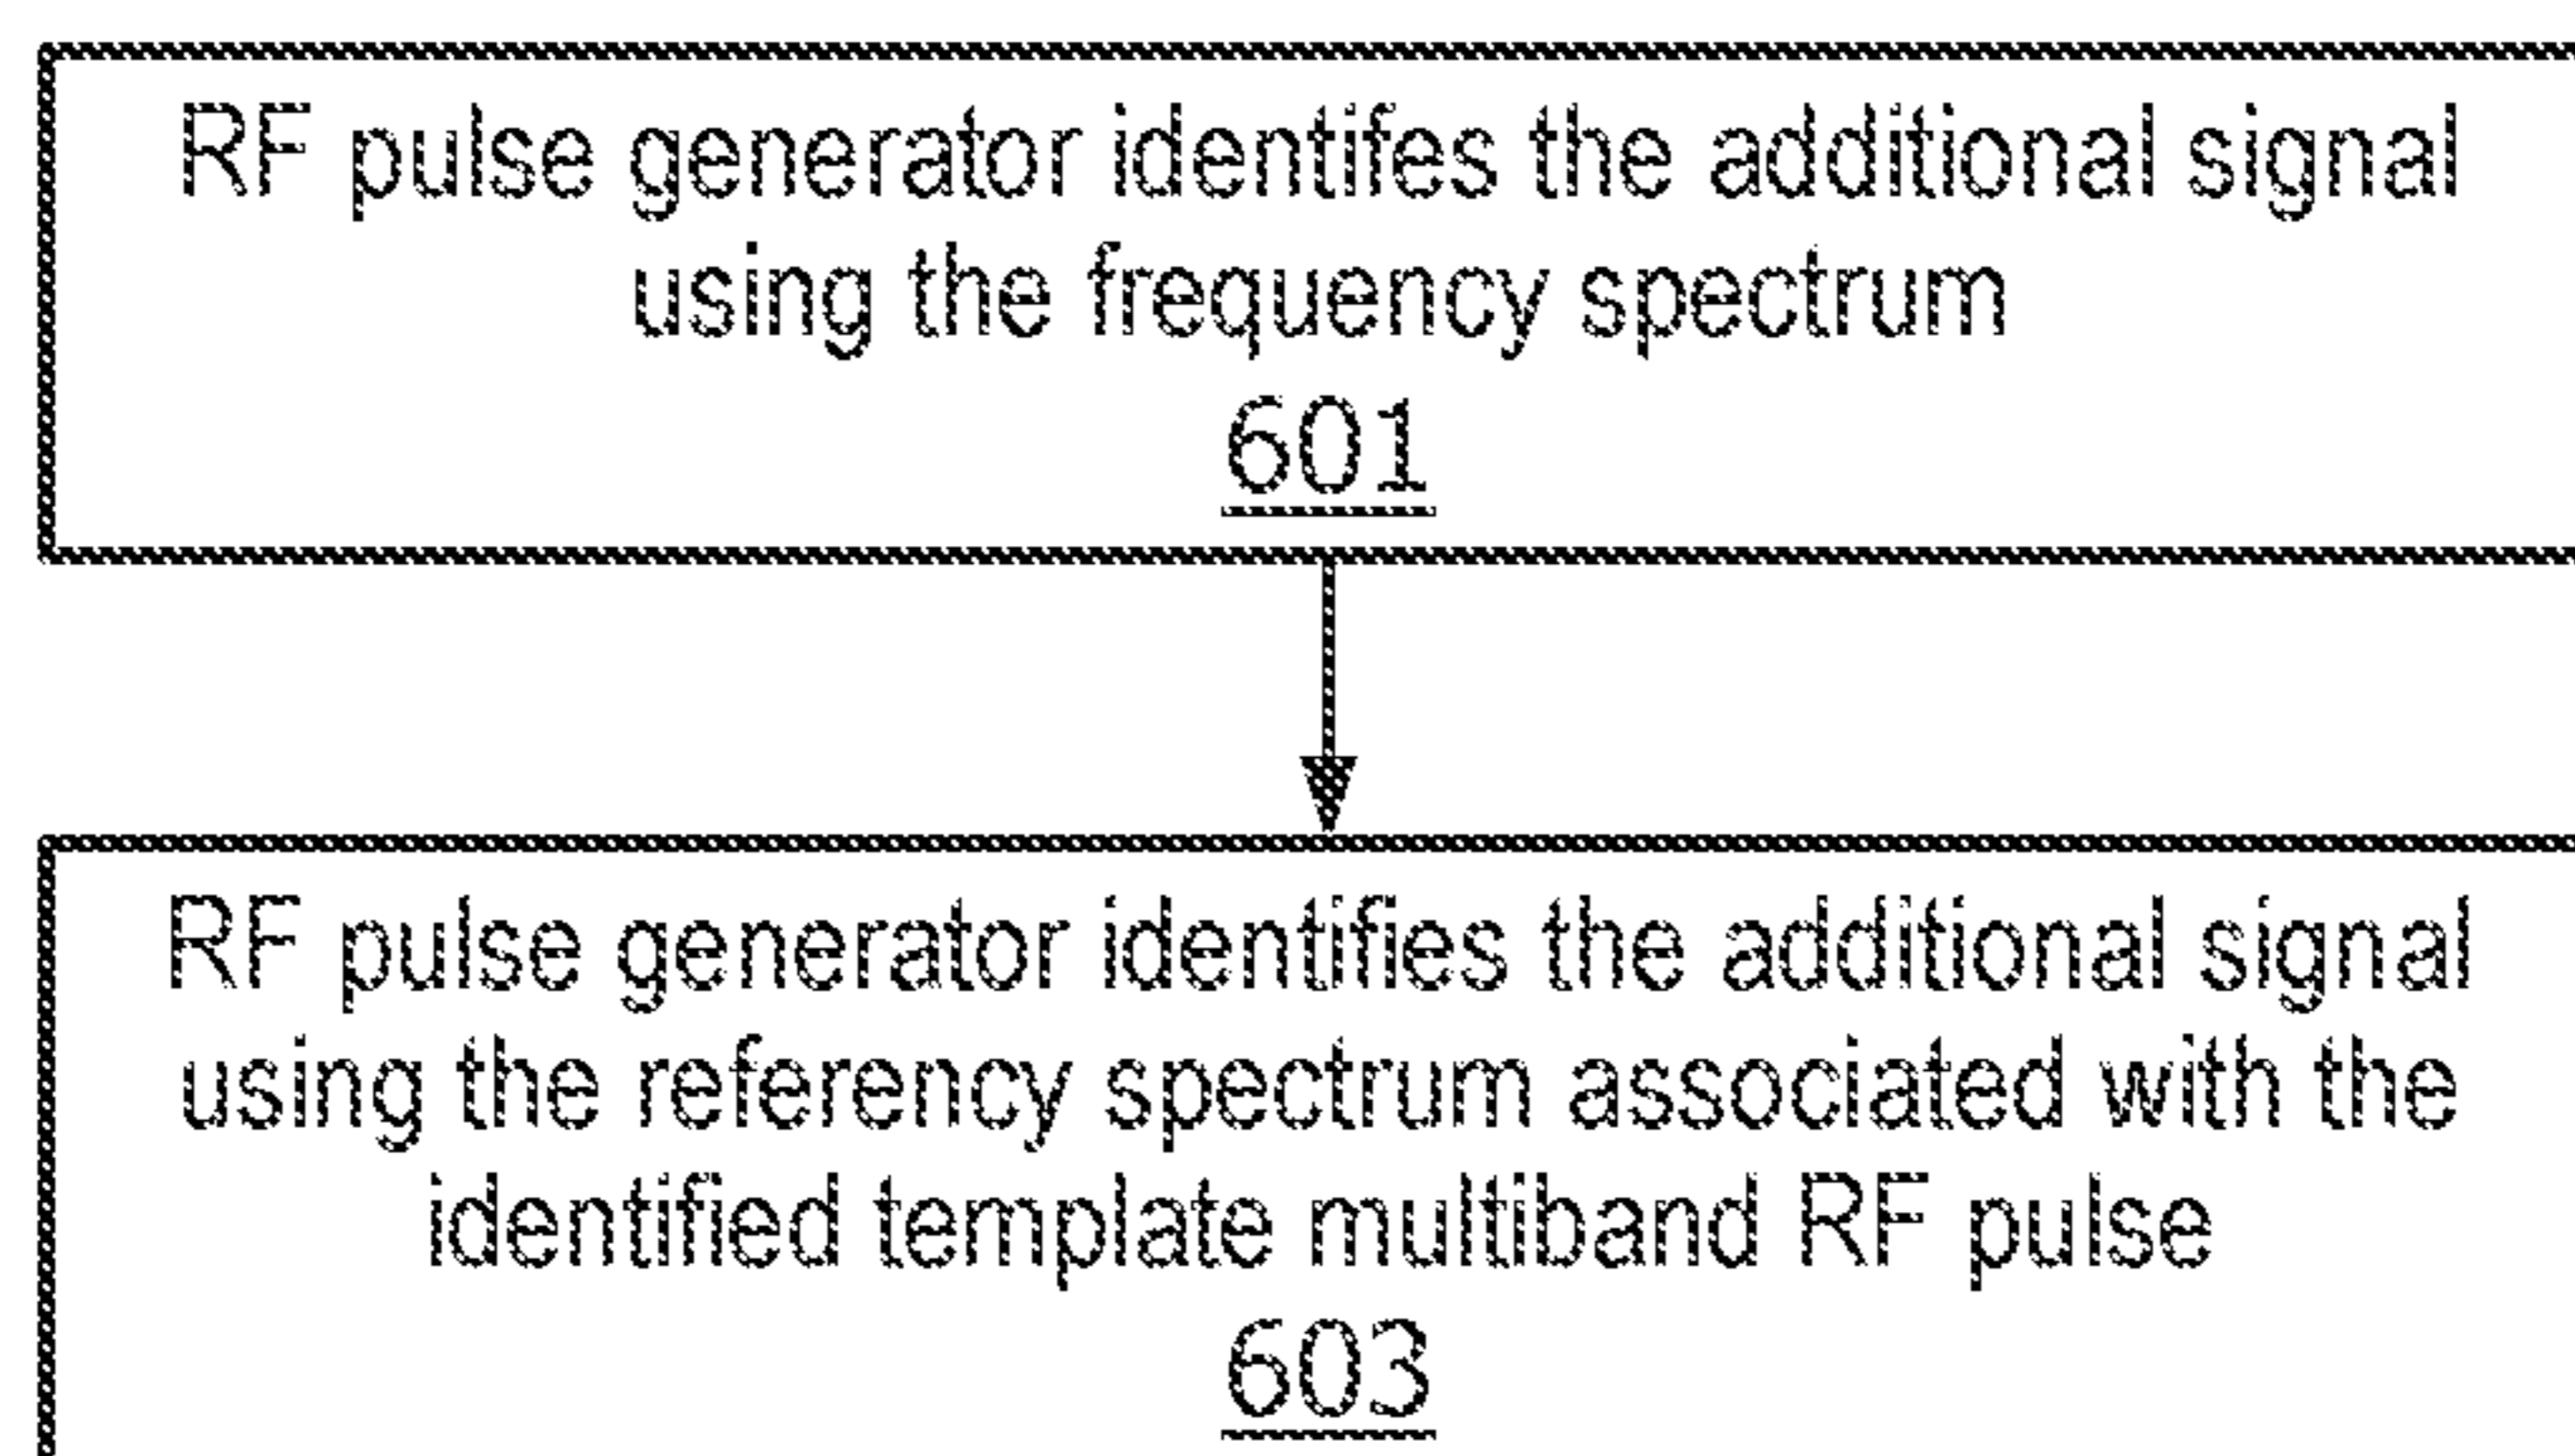 RF pulse generator identifes the additional signal
using the frequency spectrum
601
RF pulse generator identifies the additional signal
using the referency spectrum associated with the
identified template multiband RF pulse
603